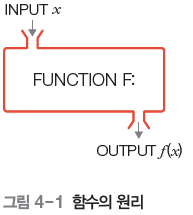 INPUT x
FUNCTION F:
OUTPUT f(x)
그림 4-1 함수의 원리